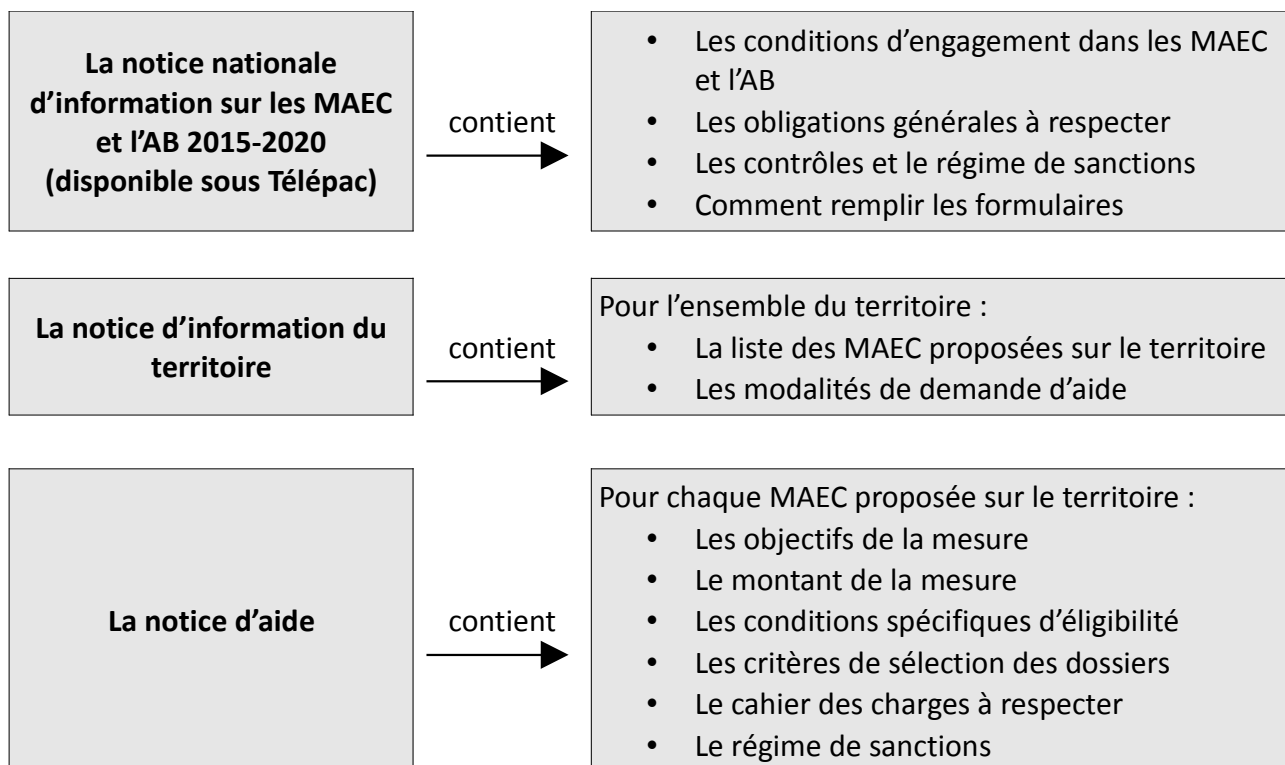 La notice nationale
d’information sur les MAEC
et l’AB 2015-2020
(disponible sous Télépac)
contient
• Les conditions d’engagement dans les MAEC
et l’AB
• Les obligations générales à respecter
• Les contrôles et le régime de sanctions
• Comment remplir les formulaires
La notice d’information du
territoire
contient
Pour l’ensemble du territoire :
• La liste des MAEC proposées sur le territoire
• Les modalités de demande d’aide
La notice d’aide
contient
Pour chaque MAEC proposée sur le territoire :
• Les objectifs de la mesure
• Le montant de la mesure
• Les conditions spécifiques d’éligibilité
• Les critères de sélection des dossiers
• Le cahier des charges à respecter
• Le régime de sanctions